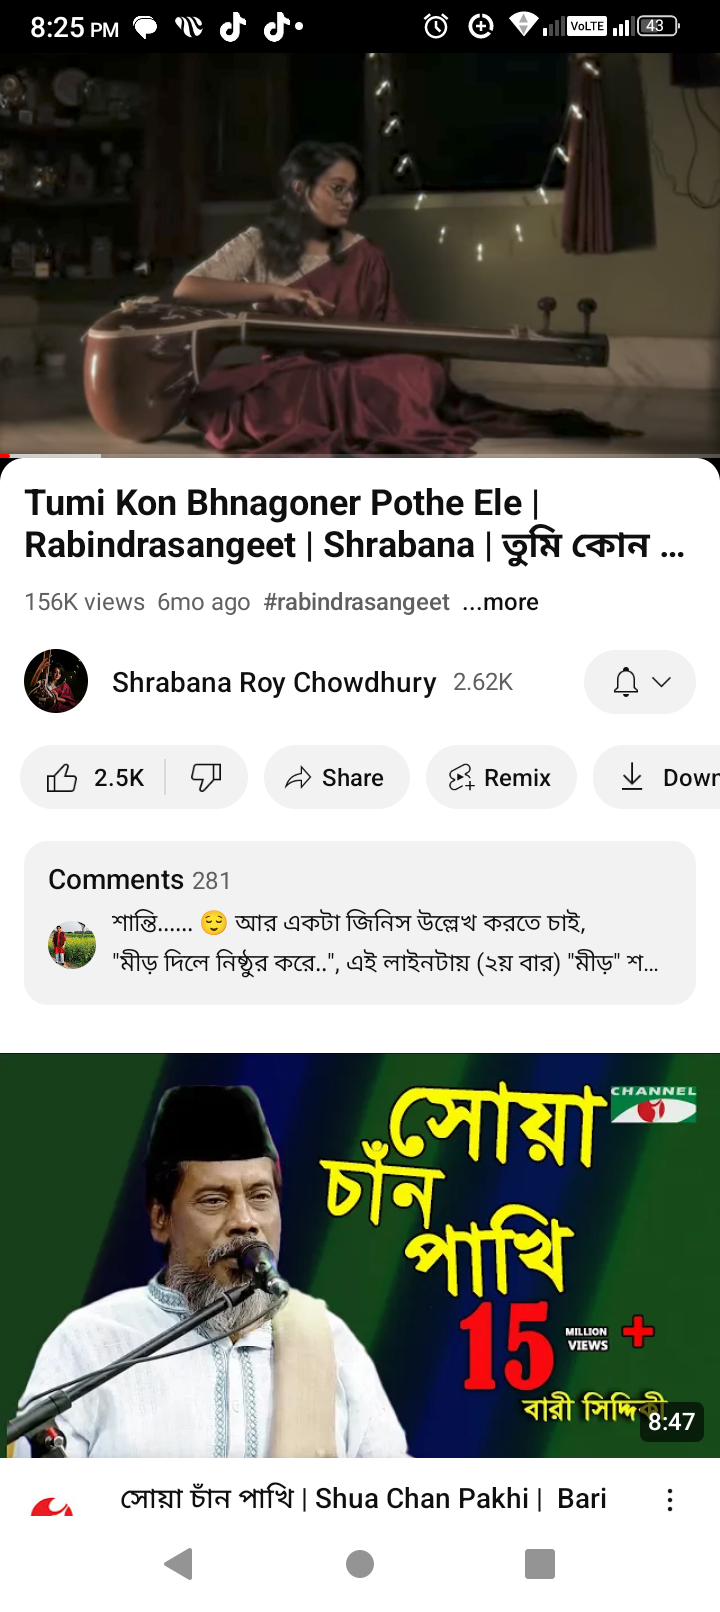 8:25 PM
VoLTE
43
Tumi Kon Bhnagoner Pothe Ele |
Rabindrasangeet | Shrabana | তুমি কোন ...
156K views 6mo ago #rabindrasangeet ...more
Shrabana Roy Chowdhury 2.62K
2.5K
Share
Remix
Down
Comments 281
শান্তি...... 😌 আর একটা জিনিস উল্লেখ করতে চাই,
"মীড় দিলে নিষ্ঠুর করে..", এই লাইনটায় (২য় বার) "মীড়" শ...
সোয়া
চাঁন
পাখি
CHANNEL
15
MILLION
VIEWS +
বারী সিদ্দিকী
8:47
সোয়া চাঁন পাখি | Shua Chan Pakhi | Bari